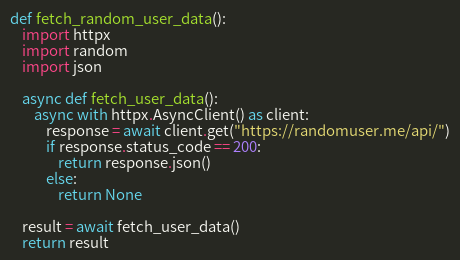 def fetch_random_user_data():
    import httpx
    import random
    import json

    async def fetch_user_data():
        async with httpx.AsyncClient() as client:
            response = await client.get("https://randomuser.me/api/")
            if response.status_code == 200:
                return response.json()
            else:
                return None

    result = await fetch_user_data()
    return result